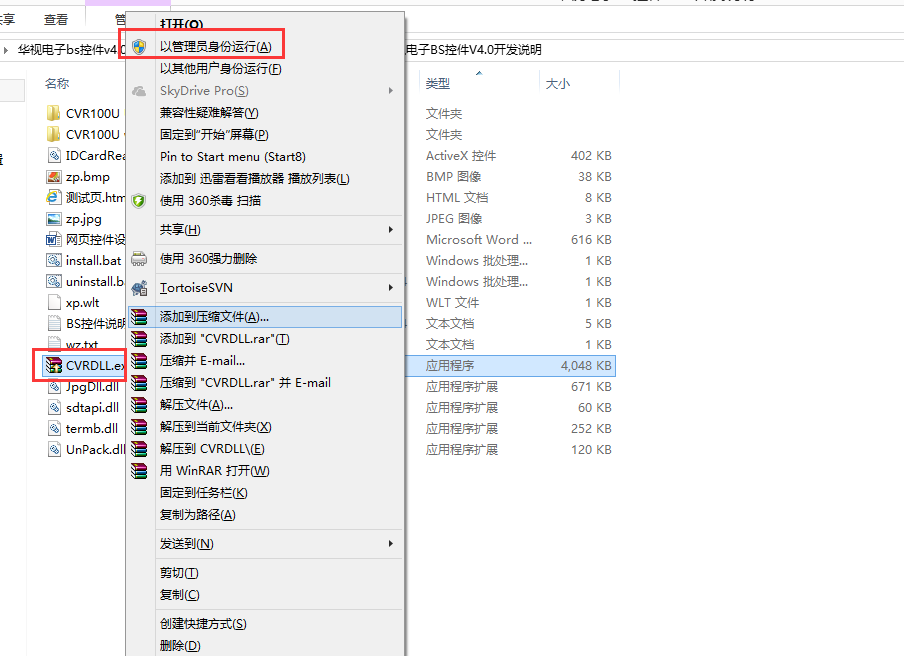 享 查看 管
打开(O)
华视电子bs控件v4.0
以管理员身份运行(A)
电子BS控件V4.0开发说明
以其他用户身份运行(F)
名称
类型
大小
SkyDrive Pro(S)
CVR100U
兼容性疑难解答(Y)
文件夹
CVR100U
固定到"开始"屏幕(P)
文件夹
IDCardRea
Pin to Start menu (Start8)
ActiveX 控件 402 KB
zp.bmp
添加到 迅雷看看播放器 播放列表(L)
BMP 图像 38 KB
测试页.htm
使用 360杀毒 扫描
HTML 文档 8 KB
zp.jpg
JPEG 图像 3 KB
共享(H)
网页控件设
Microsoft Word ... 616 KB
install.bat
使用 360强力删除
Windows 批处理... 1 KB
uninstall.ba
TortoiseSVN
Windows 批处理... 1 KB
xp.wlt
WLT 文件 1 KB
BS控件说明
添加到压缩文件(A)...
文本文档 5 KB
wz.txt
添加到 "CVRDLL.rar"(T)
文本文档 1 KB
CVRDLL.ex
压缩并 E-mail...
应用程序 4,048 KB
JpgDll.dll
压缩到 "CVRDLL.rar" 并 E-mail
应用程序扩展 671 KB
sdtapi.dll
解压文件(A)...
应用程序扩展 60 KB
termb.dll
解压到当前文件夹(X)
应用程序扩展 252 KB
UnPack.dll
解压到 CVRDLL\(E)
应用程序扩展 120 KB
用 WinRAR 打开(W)
固定到任务栏(K)
复制为路径(A)
发送到(N)
剪切(T)
复制(C)
创建快捷方式(S)
删除(D)